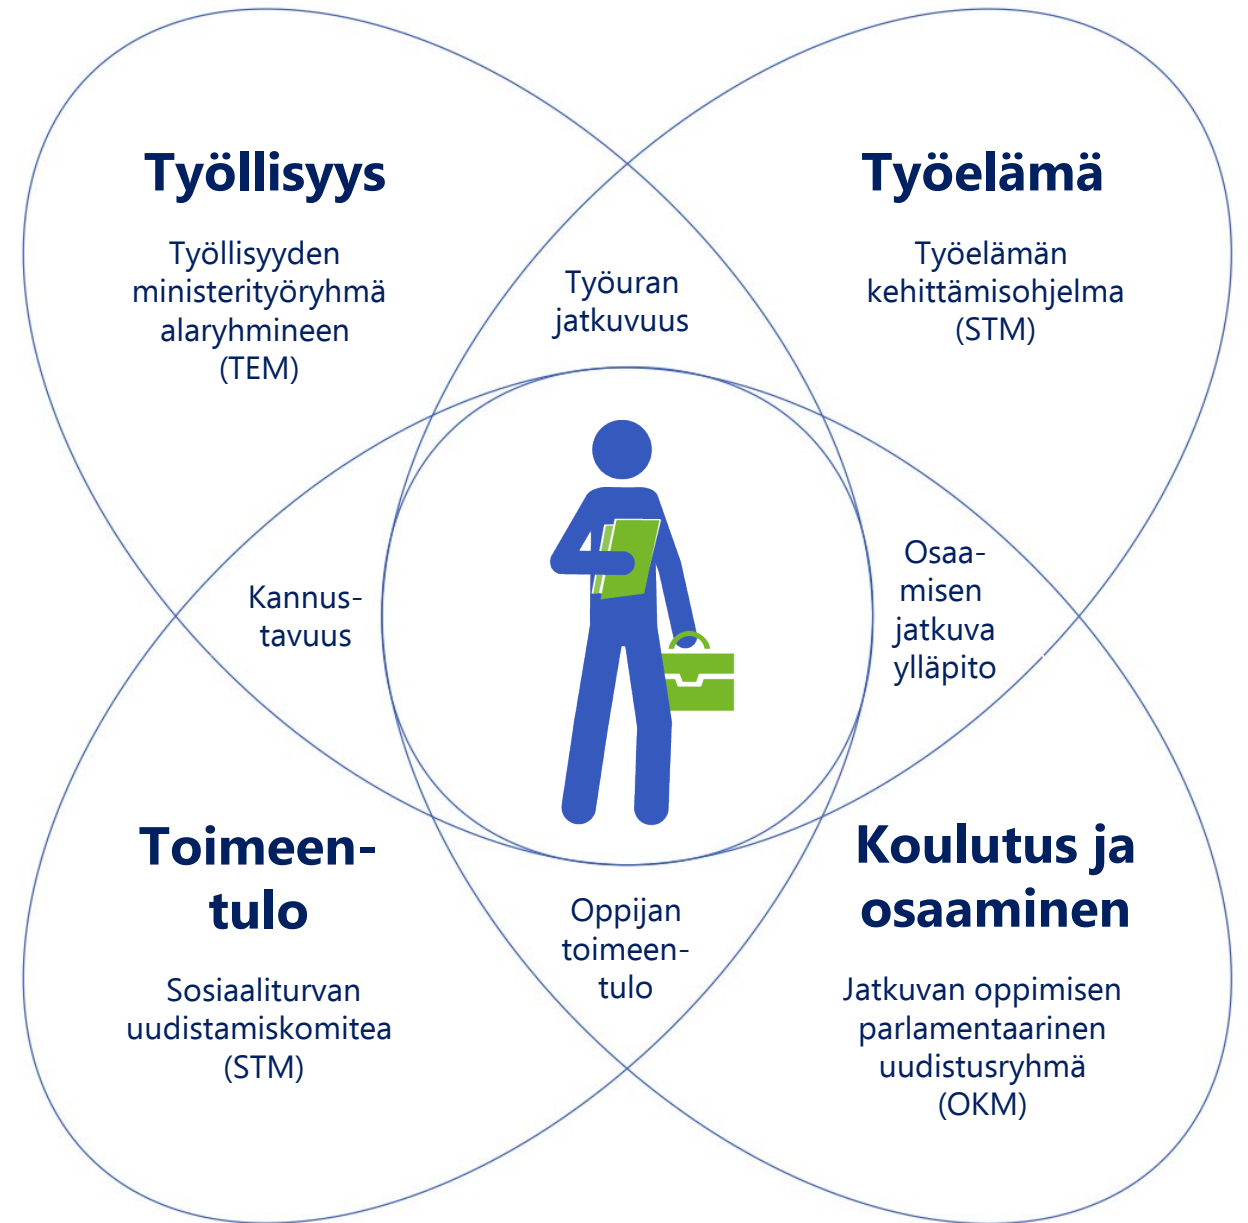 Työllisyys
Työllisyyden
ministerityöryhmä
alaryhmineen
(TEM)
Työelämä
Työelämän
kehittämisohjelma
(STM)
Työuran
jatkuvuus
Kannus-
tavuus
Osaa-
misen
jatkuva
ylläpito
Toimeen-
tulo
Sosiaaliturvan
uudistamiskomitea
(STM)
Oppijan
toimeen-
tulo
Koulutus ja
osaaminen
Jatkuvan oppimisen
parlamentaarinen
uudistusryhmä
(OKM)